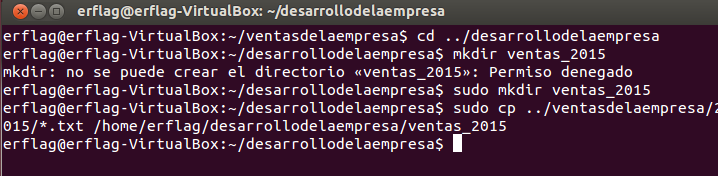 erflag@erflag-VirtualBox: ~/desarrollodelaempresa
erflag@erflag-VirtualBox:~/ventasdelaempresa$ cd ../desarrollodelaempresa
erflag@erflag-VirtualBox:~/desarrollodelaempresa$ mkdir ventas_2015
mkdir: no se puede crear el directorio «ventas_2015»: Permiso denegado
erflag@erflag-VirtualBox:~/desarrollodelaempresa$ sudo mkdir ventas_2015
erflag@erflag-VirtualBox:~/desarrollodelaempresa$ sudo cp ../ventasdelaempresa/2
015/*.txt /home/erflag/desarrollodelaempresa/ventas_2015
erflag@erflag-VirtualBox:~/desarrollodelaempresa$